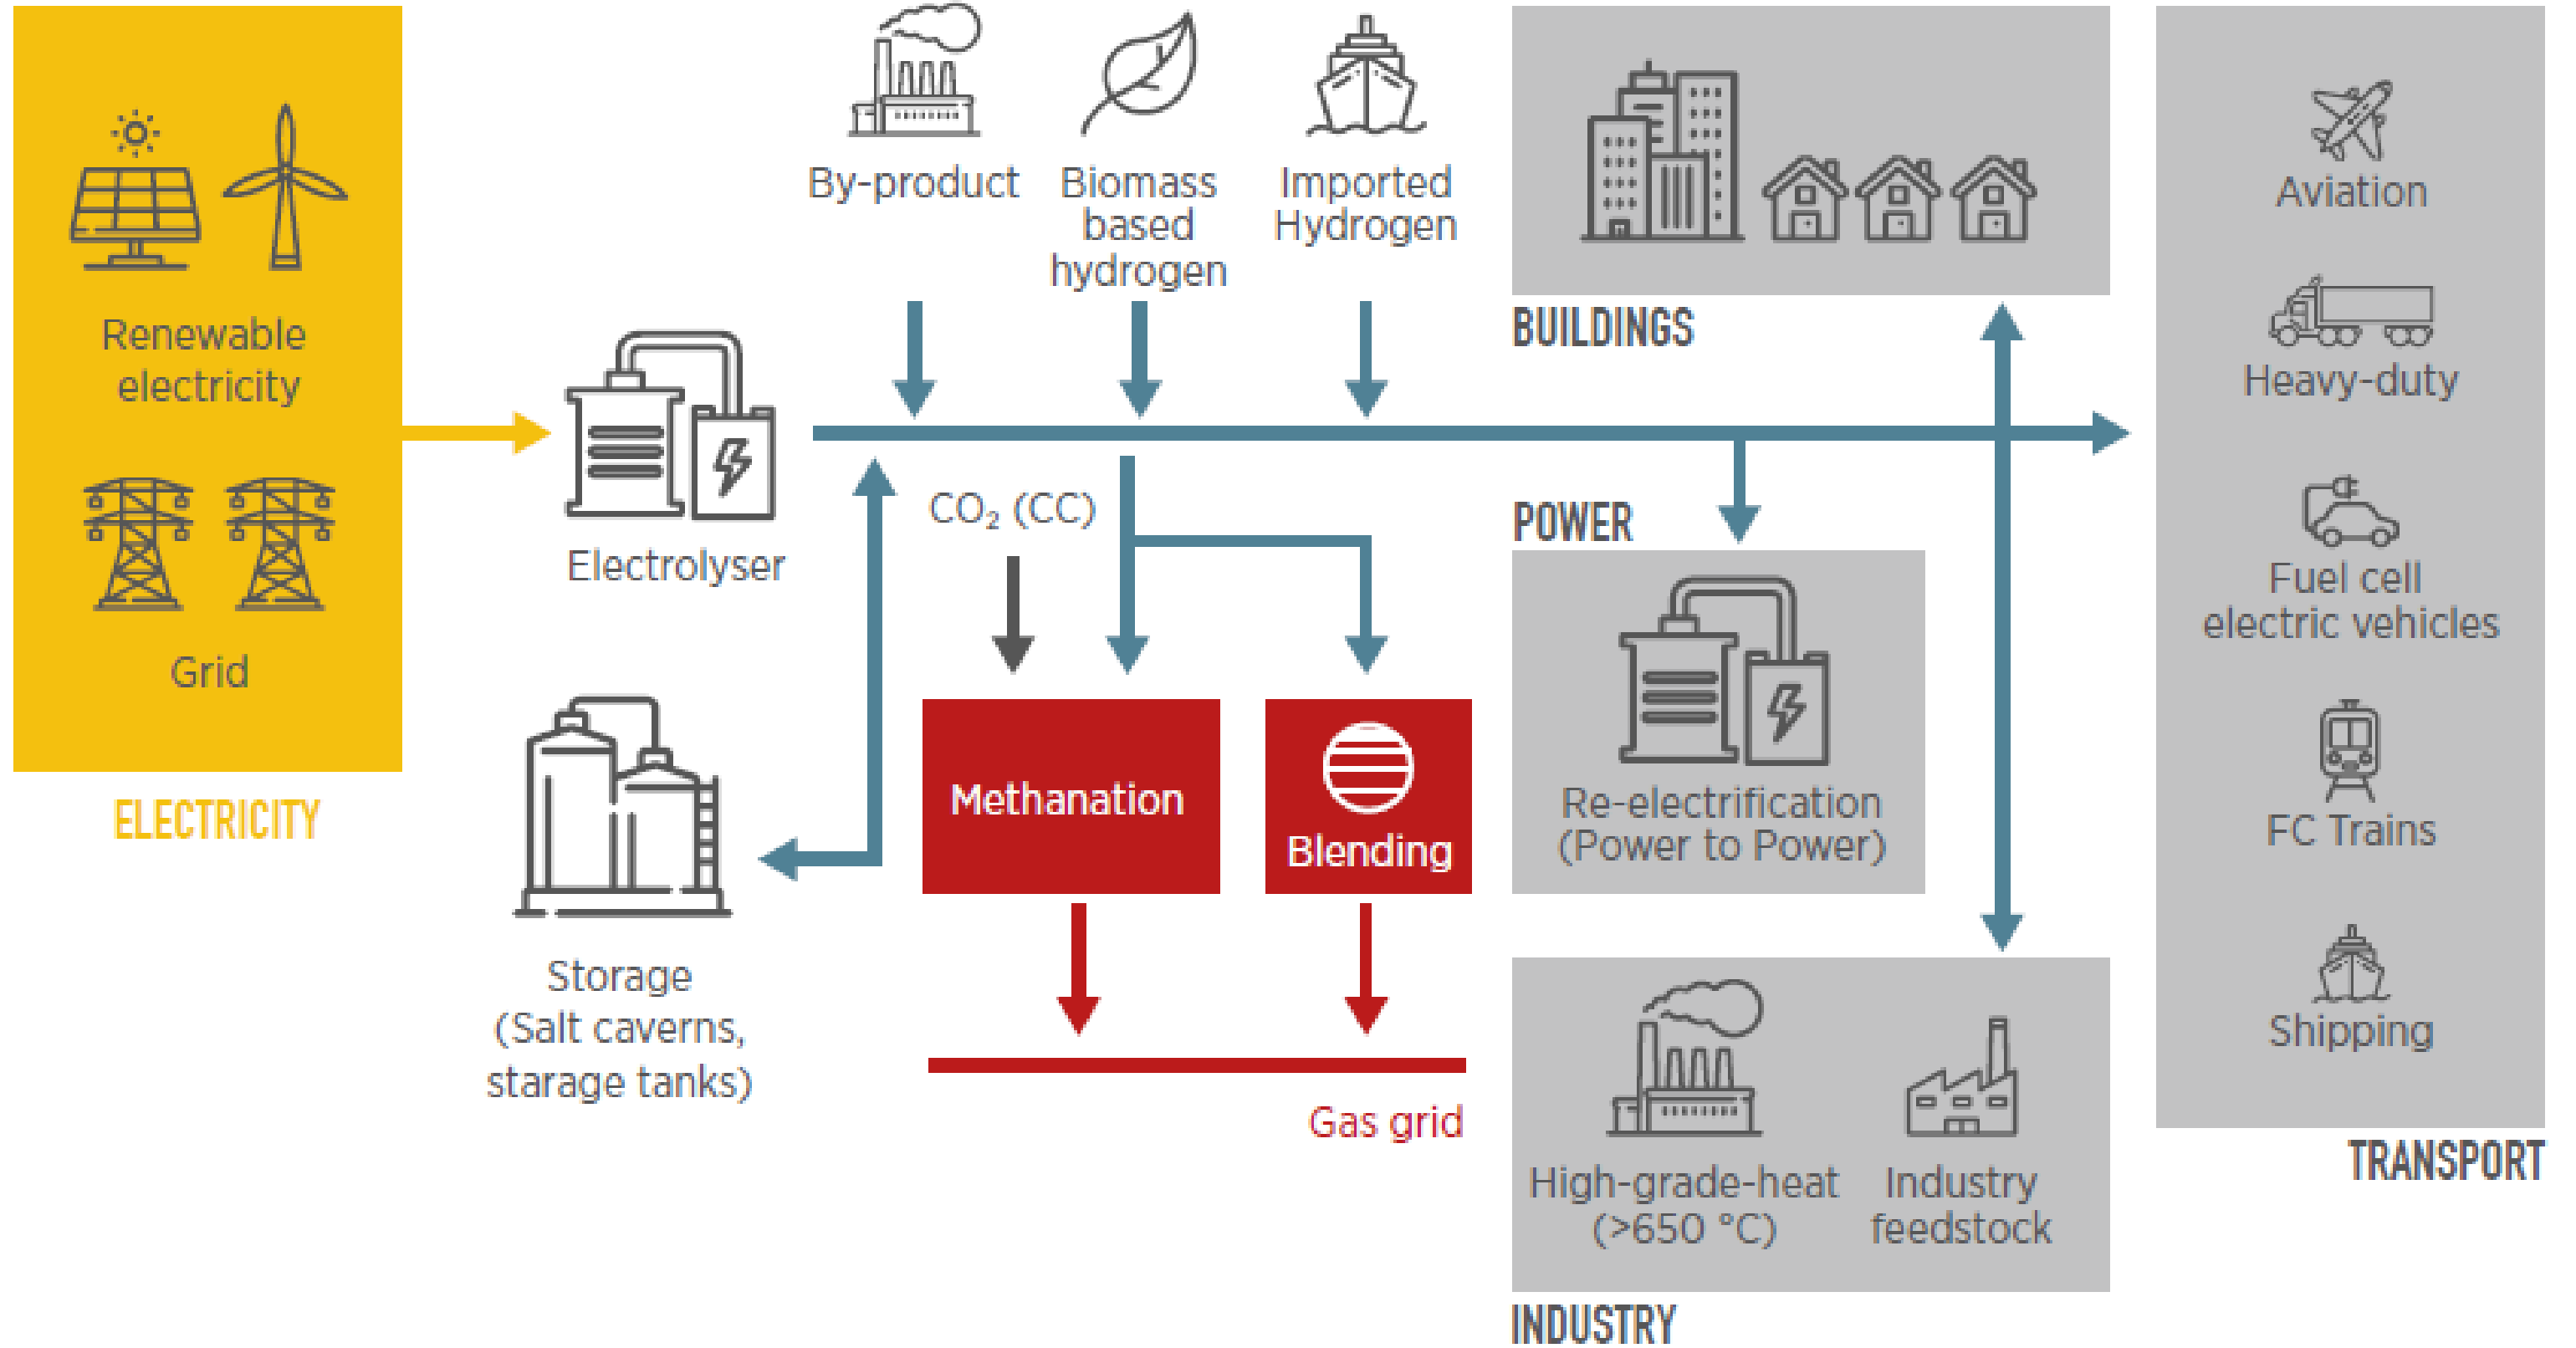 Renewable
electricity
Grid
ELECTRICITY
Electrolyser
Storage
(Salt caverns,
starage tanks)
By-product
Biomass
based
hydrogen
Imported
Hydrogen
CO₂ (CC)
Methanation
Blending
Gas grid
BUILDINGS
POWER
Re-electrification
(Power to Power)
High-grade-heat
(>650 °C)
Industry
feedstock
INDUSTRY
Aviation
Heavy-duty
Fuel cell
electric vehicles
FC Trains
Shipping
TRANSPORT